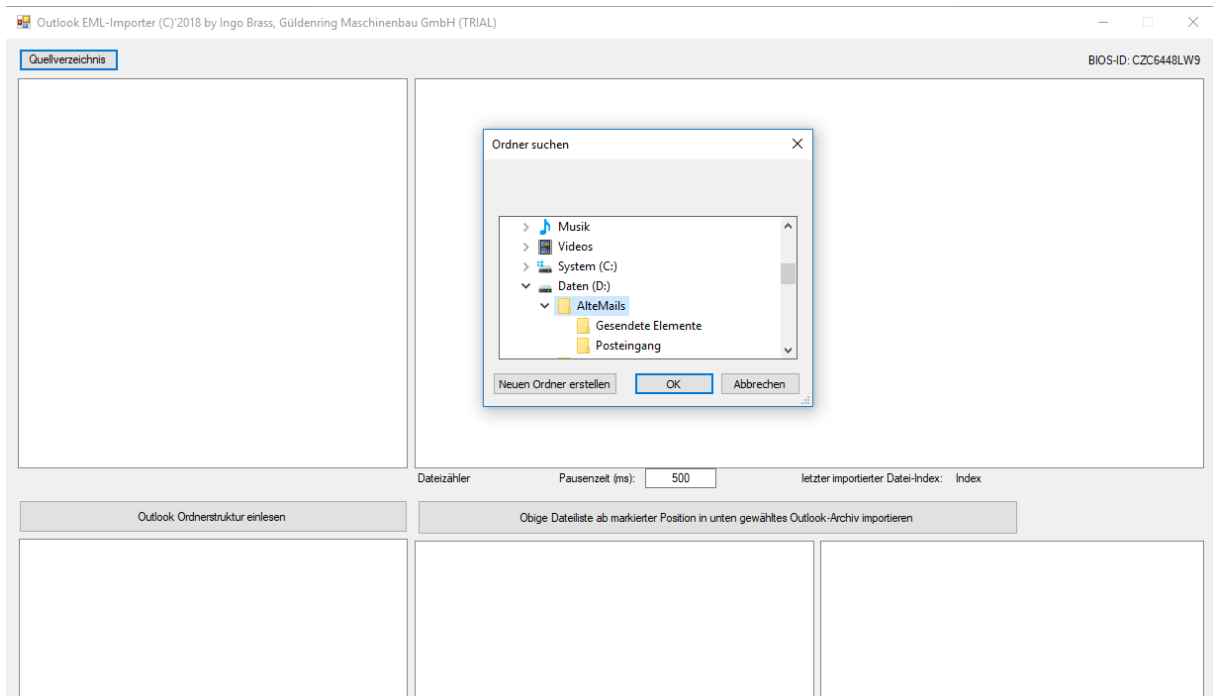 Outlook EML-Importer (C)'2018 by Ingo Brass, Güldenring Maschinenbau GmbH (TRIAL)
Quellverzeichnis
BIOS-ID: CZC6448LW9
Ordner suchen
Musik
Videos
System (C:)
Daten (D:)
AlteMails
Gesendete Elemente
Posteingang
Neuen Ordner erstellen OK Abbrechen
Dateizähler Pausenzeit (ms): 500 letzter importierter Datei-Index: Index
Outlook Ordnerstruktur einlesen
Obige Dateiliste ab markierter Position in unten gewähltes Outlook-Archiv importieren